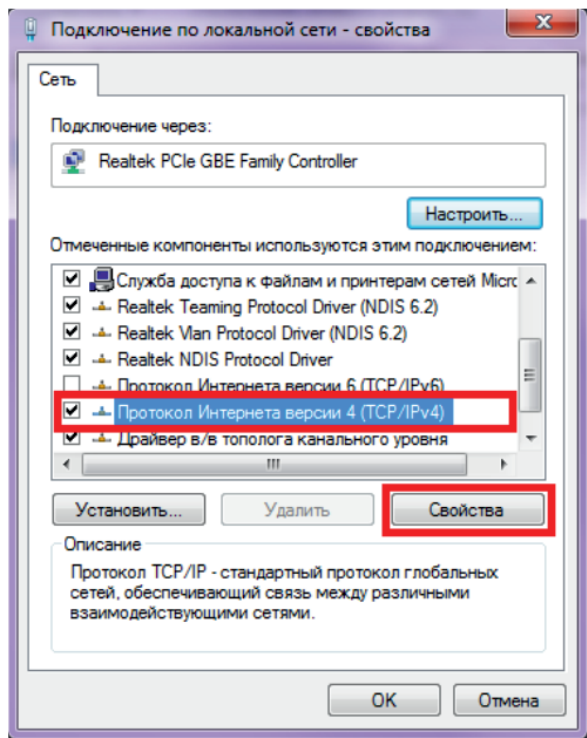 Подключение по локальной сети - свойства
Сеть
Подключение через:
Realtek PCIe GBE Family Controller
Настроить...
Отмеченные компоненты используются этим подключением:
Служба доступа к файлам и принтерам сетей Micro
Realtek Teaming Protocol Driver (NDIS 6.2)
Realtek Vlan Protocol Driver (NDIS 6.2)
Realtek NDIS Protocol Driver
Протокол Интернета версии 6 (TCP/IPv6)
Протокол Интернета версии 4 (TCP/IPv4)
Драйвер в/в тополога канального уровня
Установить... Удалить Свойства
Описание
Протокол TCP/IP - стандартный протокол глобальных
сетей, обеспечивающий связь между различными
взаимодействующими сетями.
OK Отмена